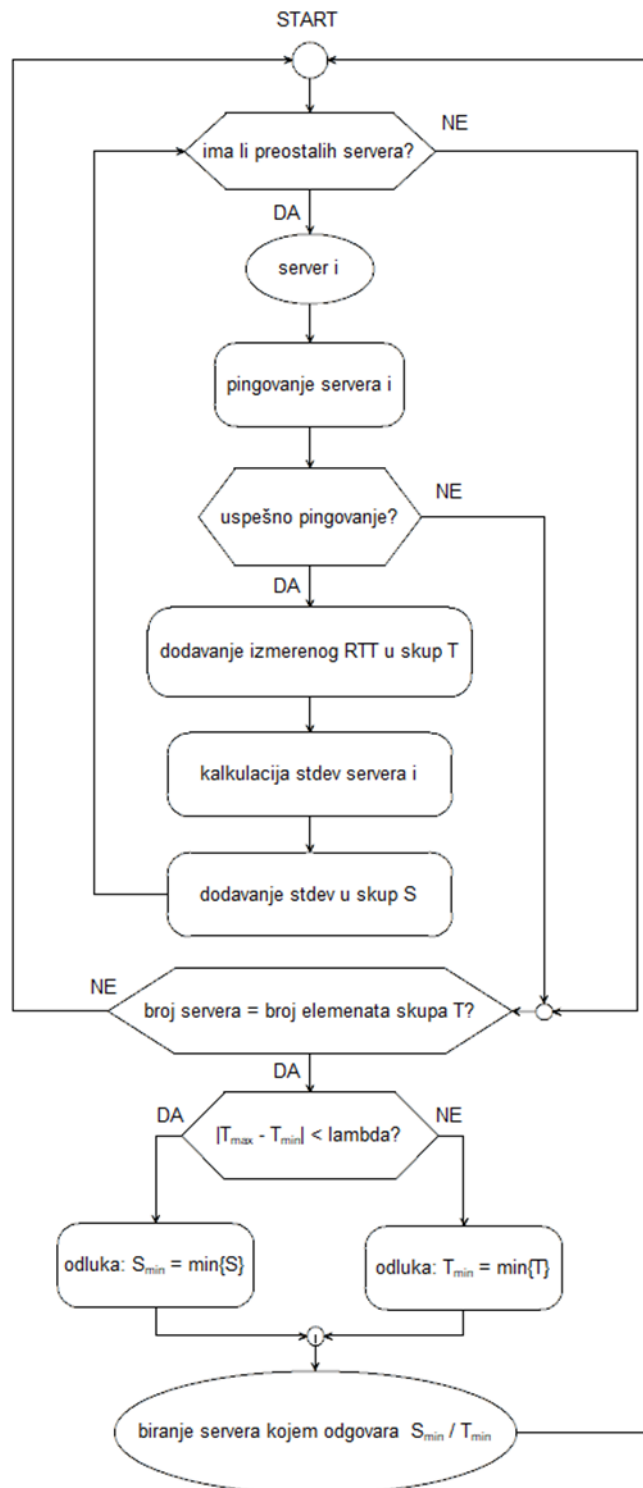 START
ima li preostalih servera?
NE
DA
server i
pingovanje servera i
uspešno pingovanje?
NE
DA
dodavanje izmerenog RTT u skup T
kalkulacija stdev servera i
dodavanje stdev u skup S
NE
broj servera = broj elemenata skupa T?
DA
DA
|Tmax - Tmin| < lambda?
NE
odluka: Smin = min{S}
odluka: Tmin = min{T}
biranje servera kojem odgovara Smin / Tmin